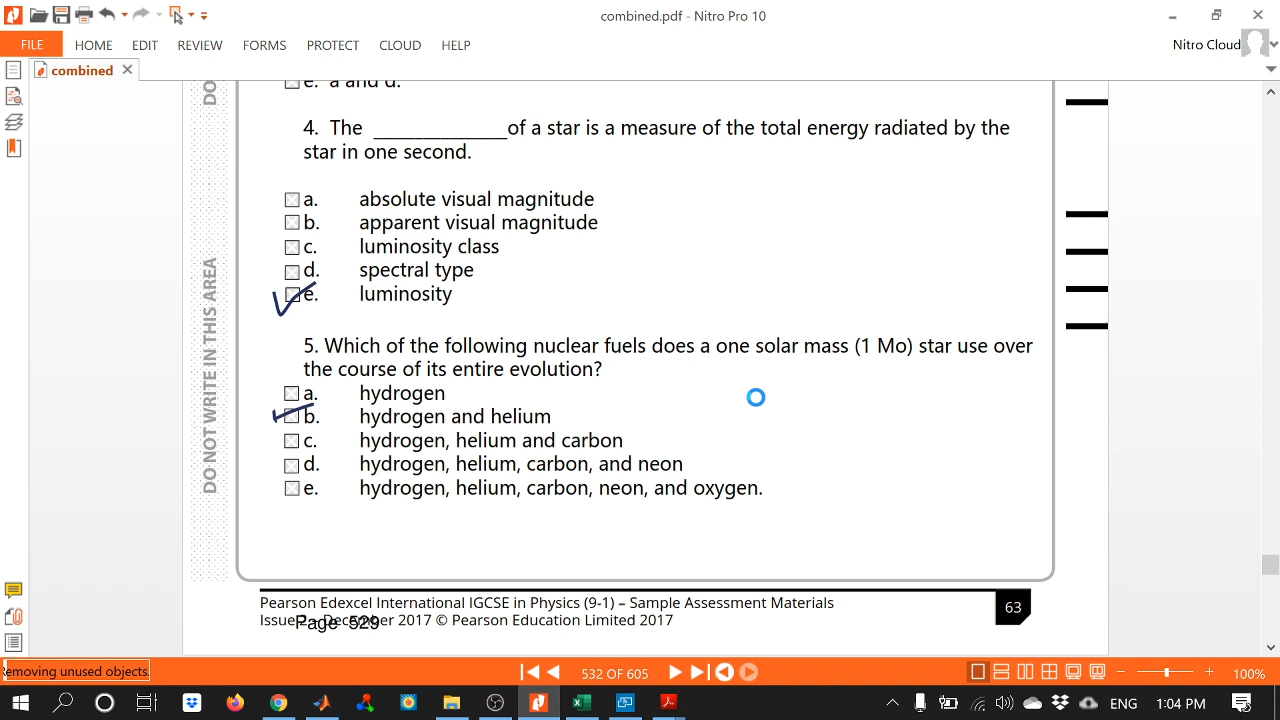 combined.pdf - Nitro Pro 10
FILE HOME EDIT REVIEW FORMS PROTECT CLOUD HELP Nitro Cloud
combined
DO
e. a and d.
4. The _____________of a star is a measure of the total energy radiated by the
star in one second.
a. absolute visual magnitude
b. apparent visual magnitude
c. luminosity class
d. spectral type
e. luminosity
DO NOT WRITE IN THIS AREA
5. Which of the following nuclear fuels does a one solar mass (1 Mo) star use over
the course of its entire evolution?
a. hydrogen
b. hydrogen and helium
c. hydrogen, helium and carbon
d. hydrogen, helium, carbon, and neon
e. hydrogen, helium, carbon, neon, and oxygen.
Pearson Edexcel International IGCSE in Physics (9-1) – Sample Assessment Materials
63
Issue 2 – December 2017 © Pearson Education Limited 2017
Page 529
Removing unused objects.
532 OF 605
100%
ENG 1:04 PM